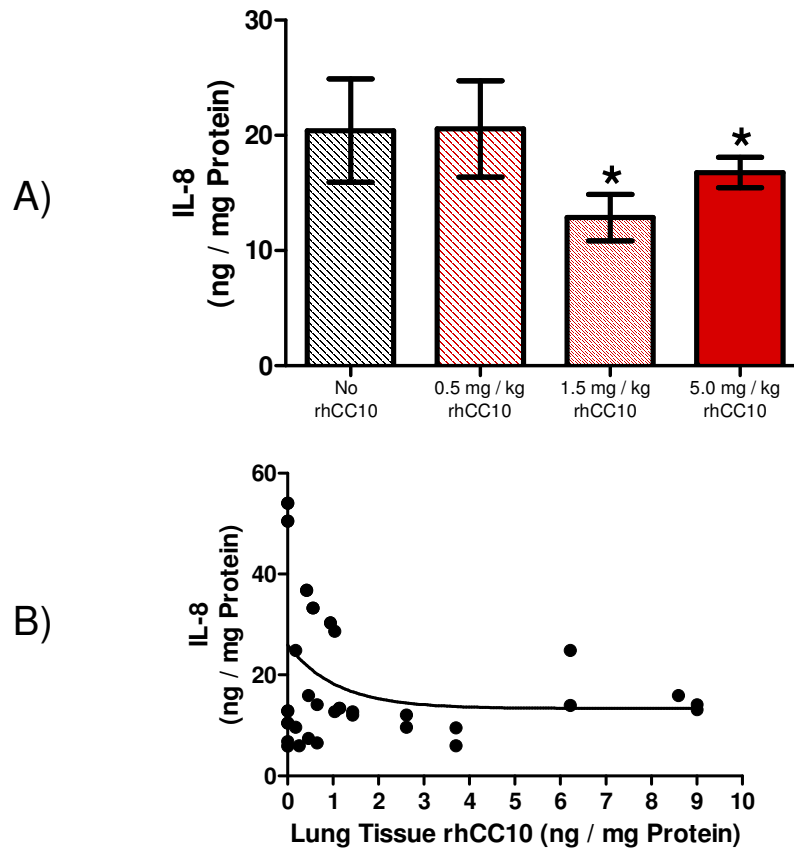 A)
IL-8
(ng / mg Protein)
30
20
10
0
*
*
No
rhCC10
0.5 mg / kg
rhCC10
1.5 mg / kg
rhCC10
5.0 mg / kg
rhCC10
B)
IL-8
(ng / mg Protein)
60
40
20
0
0 1 2 3 4 5 6 7 8 9 10
Lung Tissue rhCC10 (ng / mg Protein)